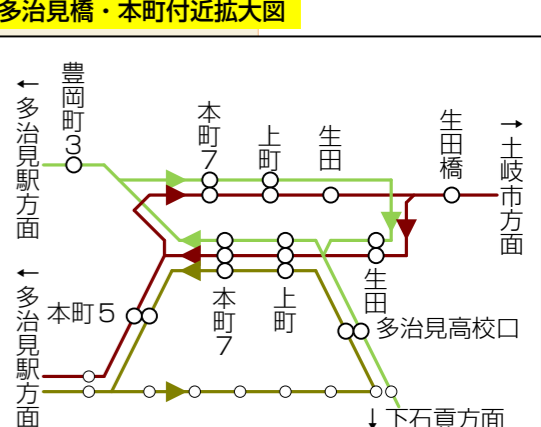 多治見橋・本町付近拡大図
←多治見駅方面
豊岡町3
本町7
上町
生田
生田橋
→土岐市方面
←多治見駅方面
本町5
本町7
上町
生田
多治見高校口
↓下石貢方面